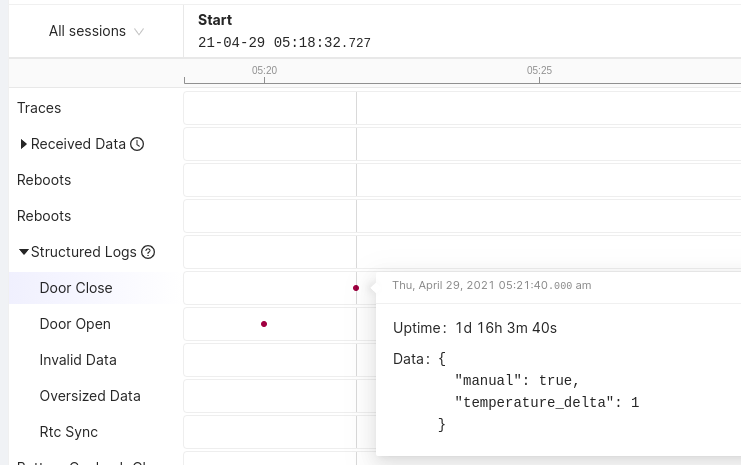 All sessions
Start
21-04-29 05:18:32.727
05:20
05:25
Traces
Received Data
Reboots
Reboots
Structured Logs
Door Close
Thu, April 29, 2021 05:21:40.000 am
Door Open
Uptime: 1d 16h 3m 40s
Invalid Data
Data: {
"manual": true,
"temperature_delta": 1
}
Oversized Data
Rtc Sync